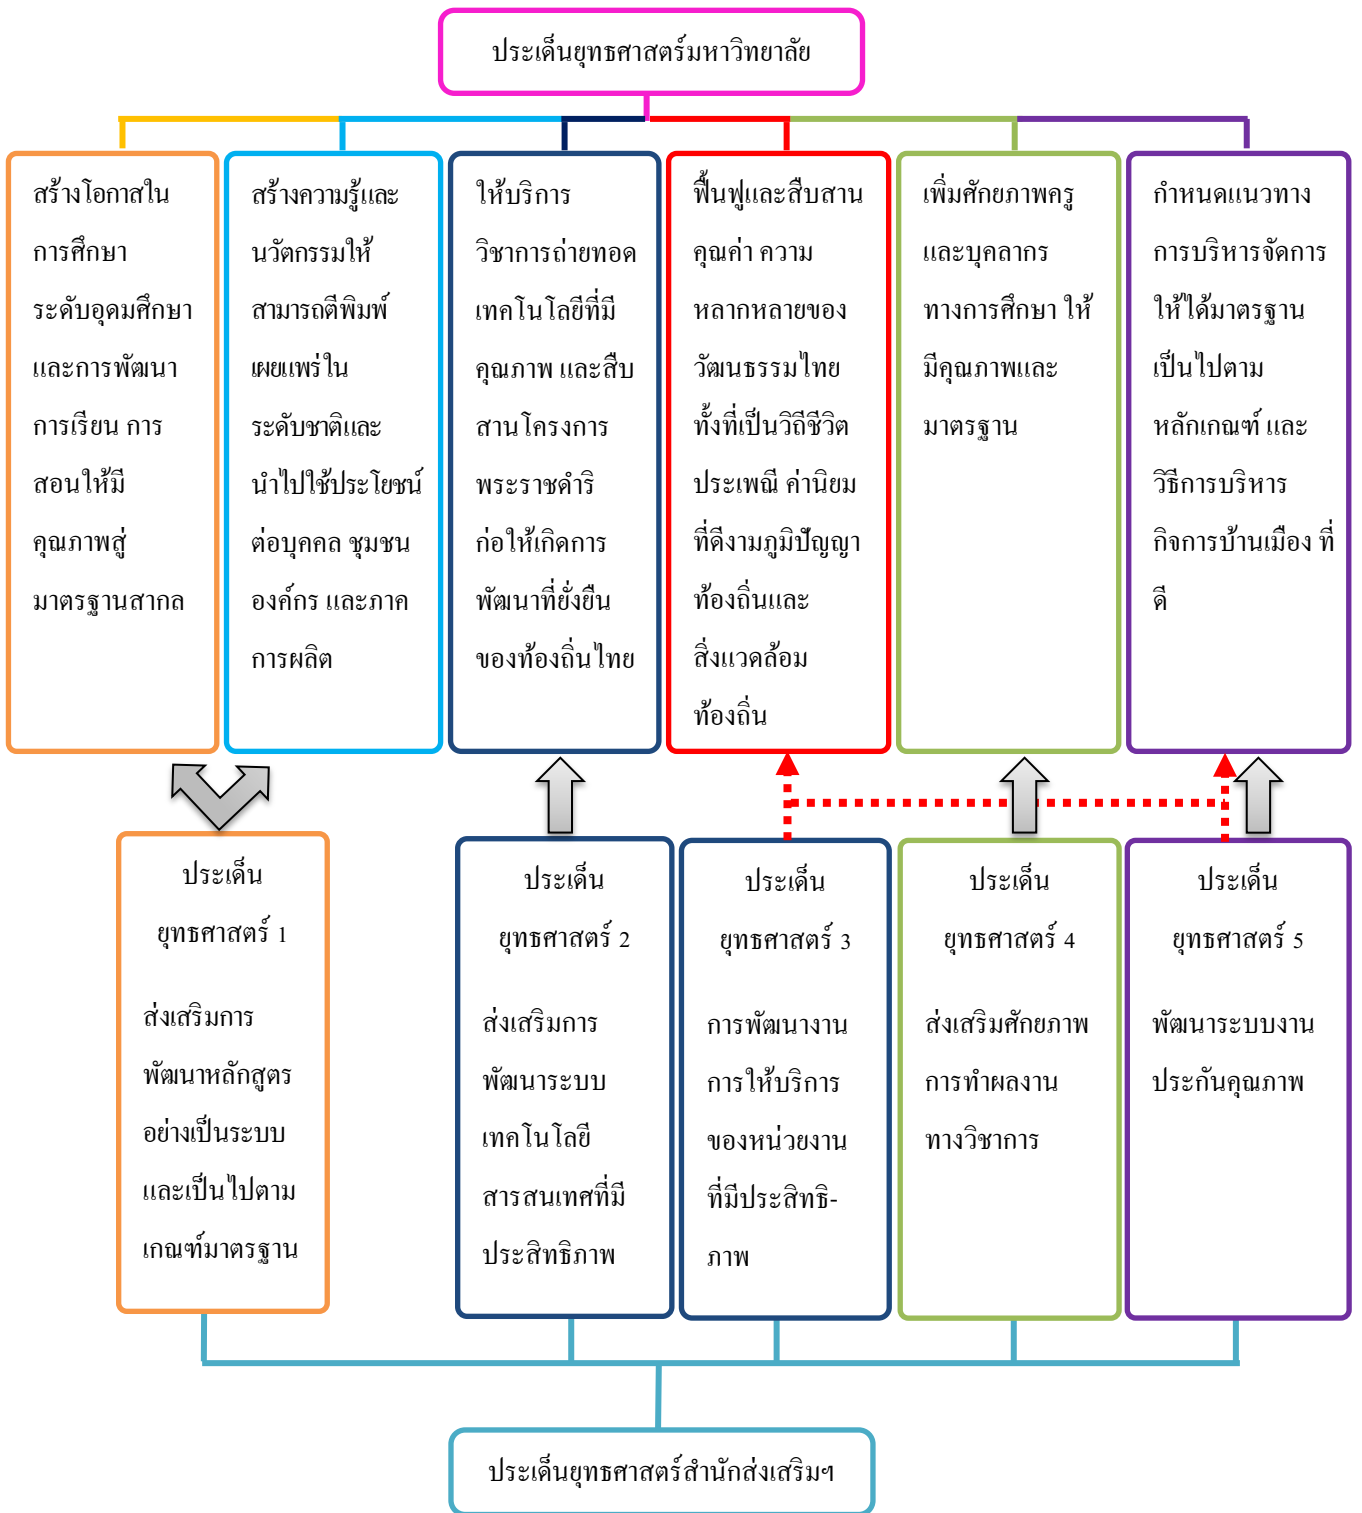 ประเด็นยุทธศาสตร์มหาวิทยาลัย
สร้างโอกาสใน
การศึกษา
ระดับอุดมศึกษา
และการพัฒนา
การเรียน การ
สอนให้มี
คุณภาพสู่
มาตรฐานสากล
สร้างความรู้และ
นวัตกรรมให้
สามารถตีพิมพ์
เผยแพร่ใน
ระดับชาติและ
นำไปใช้ประโยชน์
ต่อบุคคล ชุมชน
องค์กร และภาค
การผลิต
ให้บริการ
วิชาการถ่ายทอด
เทคโนโลยีที่มี
คุณภาพ และสืบ
สานโครงการ
พระราชดำริ
ก่อให้เกิดการ
พัฒนาที่ยั่งยืน
ของท้องถิ่นไทย
ฟื้นฟูและสืบสาน
คุณค่า ความ
หลากหลายของ
วัฒนธรรมไทย
ทั้งที่เป็นวิถีชีวิต
ประเพณี ค่านิยม
ที่ดีงามภูมิปัญญา
ท้องถิ่นและ
สิ่งแวดล้อม
ท้องถิ่น
เพิ่มศักยภาพครู
และบุคลากร
ทางการศึกษา ให้
มีคุณภาพและ
มาตรฐาน
กำหนดแนวทาง
การบริหารจัดการ
ให้ได้มาตรฐาน
เป็นไปตาม
หลักเกณฑ์ และ
วิธีการบริหาร
กิจการบ้านเมือง ที่
ดี
ประเด็น
ยุทธศาสตร์ 1
ส่งเสริมการ
พัฒนาหลักสูตร
อย่างเป็นระบบ
และเป็นไปตาม
เกณฑ์มาตรฐาน
ประเด็น
ยุทธศาสตร์ 2
ส่งเสริมการ
พัฒนาระบบ
เทคโนโลยี
สารสนเทศที่มี
ประสิทธิภาพ
ประเด็น
ยุทธศาสตร์ 3
การพัฒนางาน
การให้บริการ
ของหน่วยงาน
ที่มีประสิทธิ-
ภาพ
ประเด็น
ยุทธศาสตร์ 4
ส่งเสริมศักยภาพ
การทำผลงาน
ทางวิชาการ
ประเด็น
ยุทธศาสตร์ 5
พัฒนาระบบงาน
ประกันคุณภาพ
ประเด็นยุทธศาสตร์สำนักส่งเสริมฯ